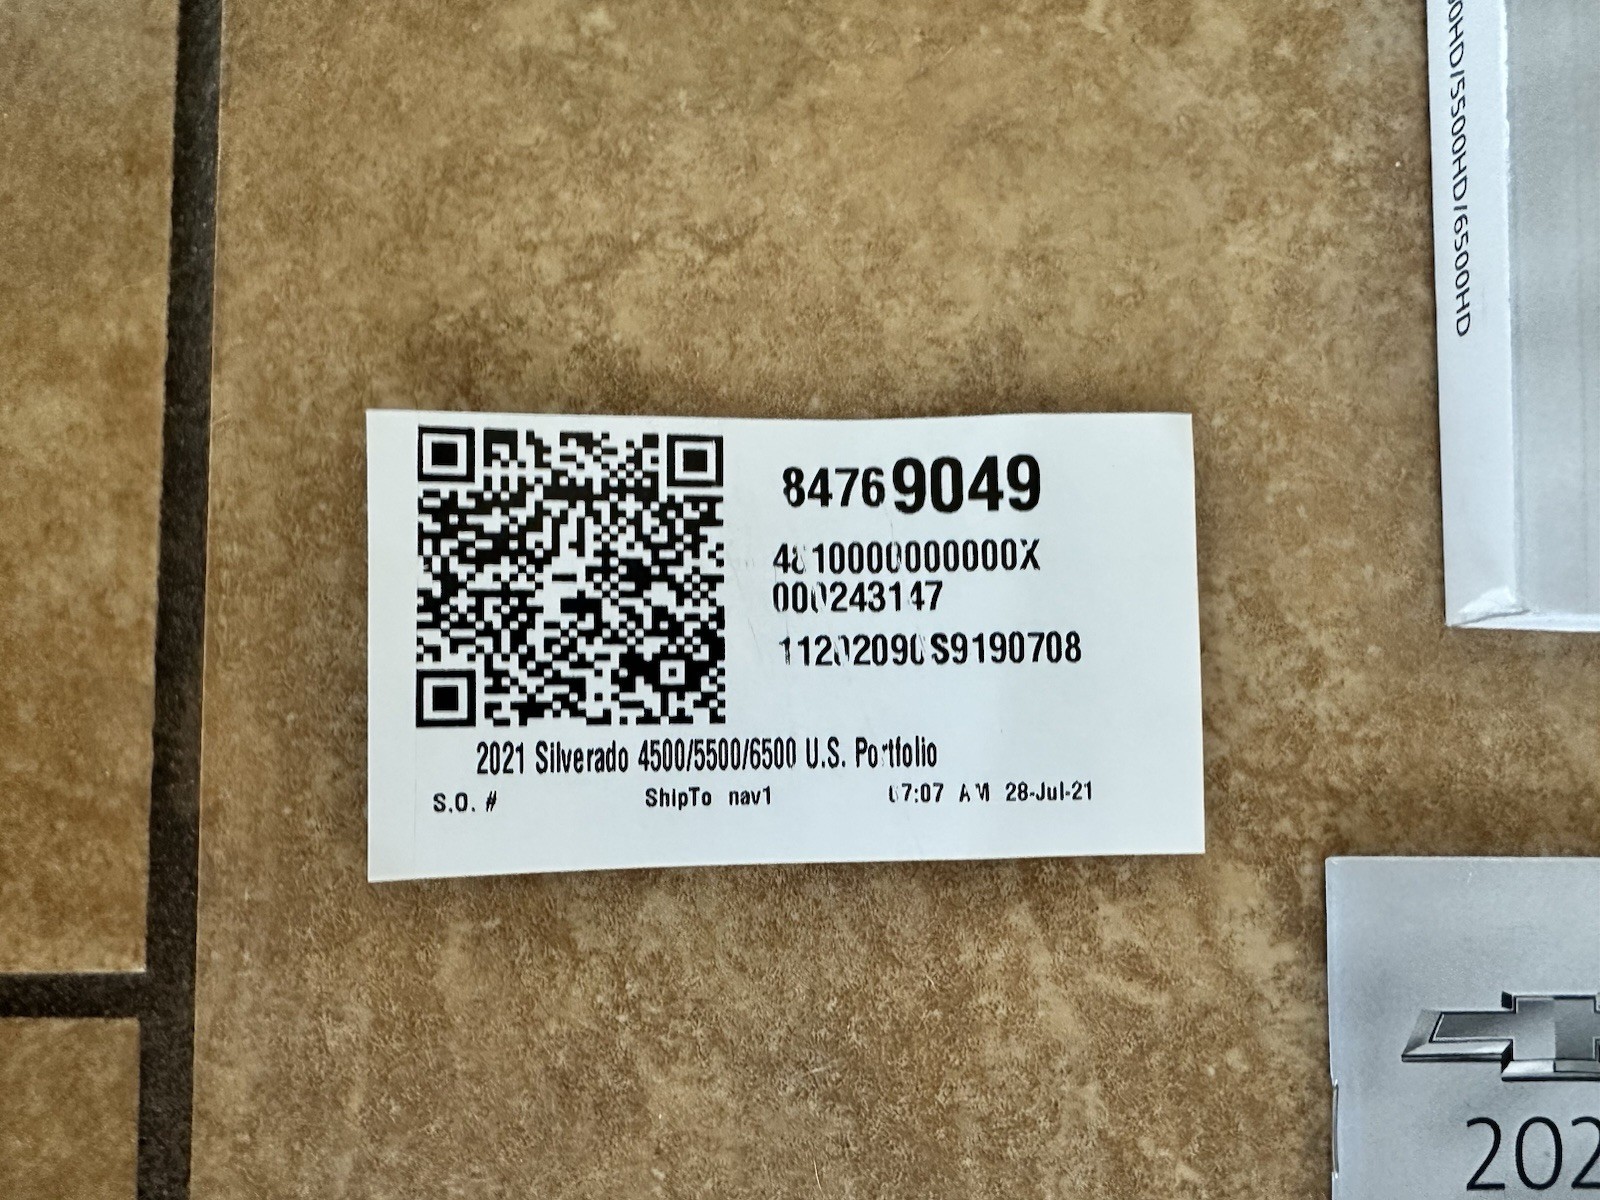 84769049
4810000000000X
000243147
11202090S9190708
2021 Silverado 4500/5500/6500 U.S. Portfolio
S.O. #
ShipTo nav1
07:07 AM 28-Jul-21
00HD/5500HD/6500HD
202